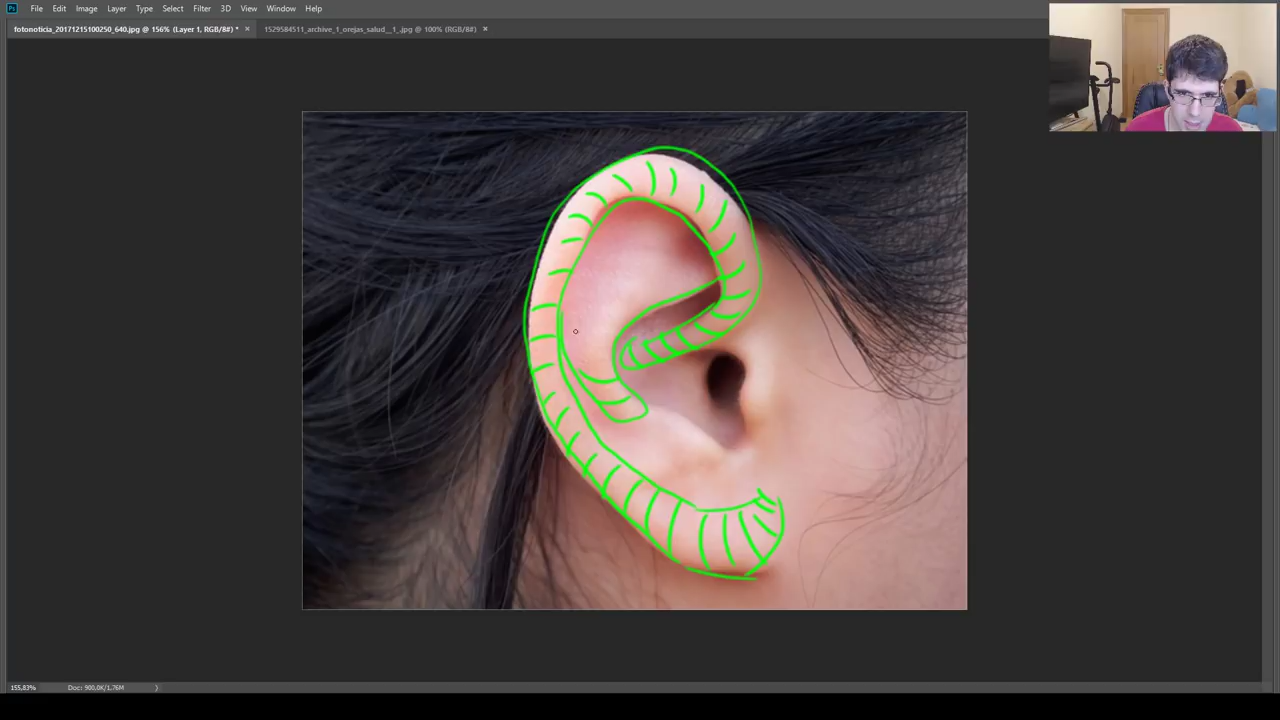 Ps File Edit Image Layer Type Select Filter 3D View Window Help
fotonoticia_20171215100250_640.jpg @ 156% (Layer 1, RGB/8#) * × 1529584511_archive_1_orejas_salud__1_.jpg @ 100% (RGB/8#) ×
155,83% Doc: 900,0K/1,76M